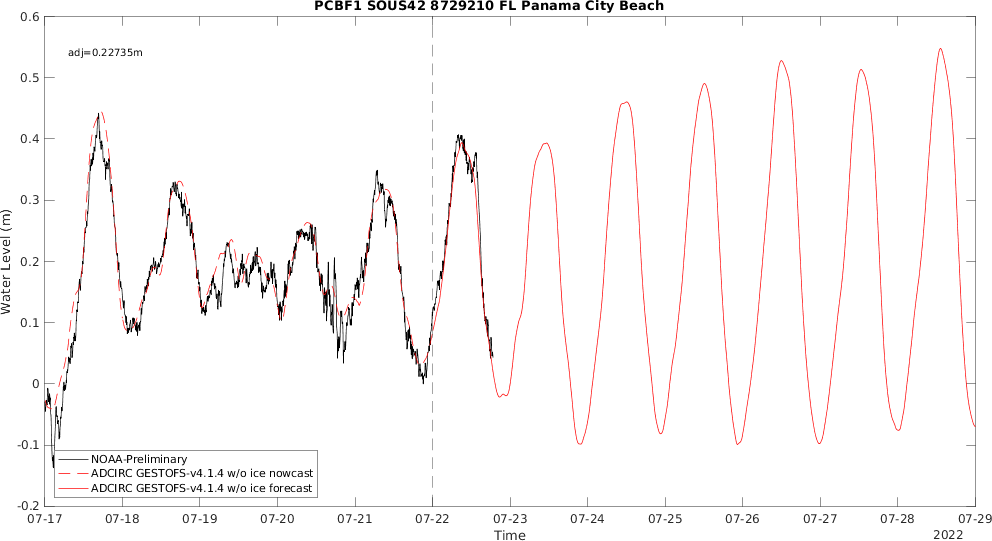 PCBF1 SOUS42 8729210 FL Panama City Beach
0.6
adj=0.22735m
0.5
0.4
0.3
0.2
0.1
0
-0.1
-0.2
Water Level (m)
NOAA-Preliminary
ADCIRC GESTOFS-v4.1.4 w/o ice nowcast
ADCIRC GESTOFS-v4.1.4 w/o ice forecast
07-17 07-18 07-19 07-20 07-21 07-22 07-23 07-24 07-25 07-26 07-27 07-28 07-29
Time
2022